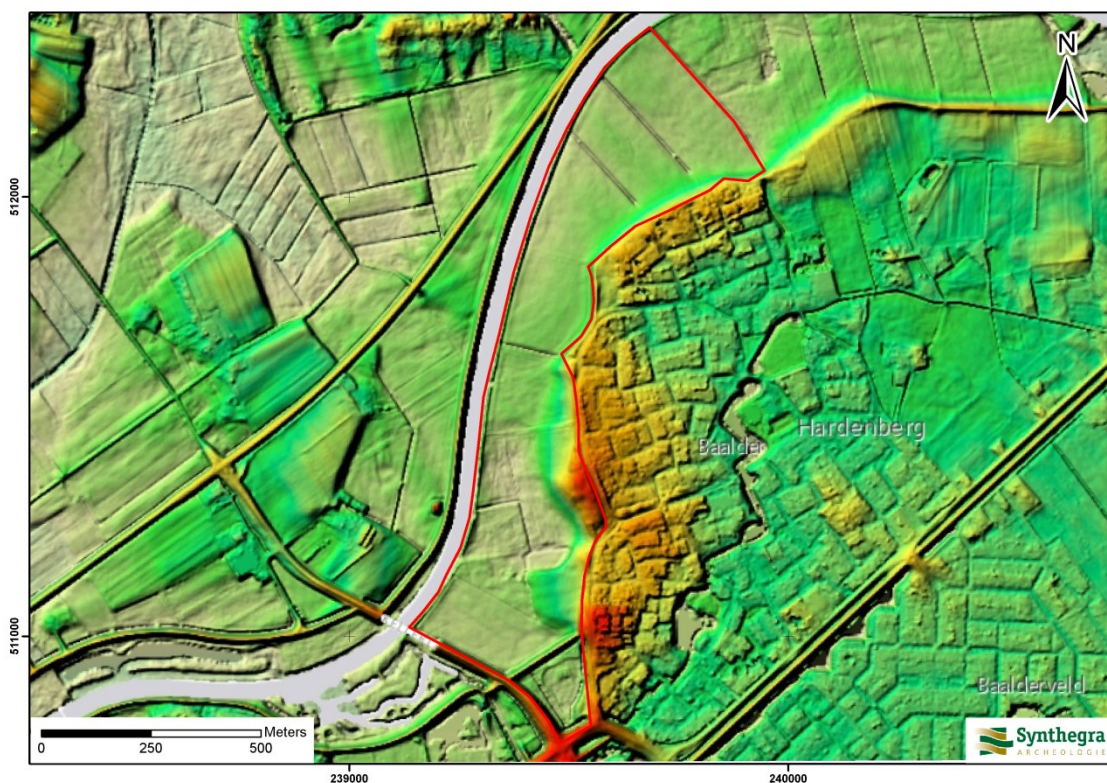 N
512000
Hardenberg
Baalder
511000
Baalderveld
Meters
0 250 500
Synthegra
ARCHEOLOGIE
239000 240000